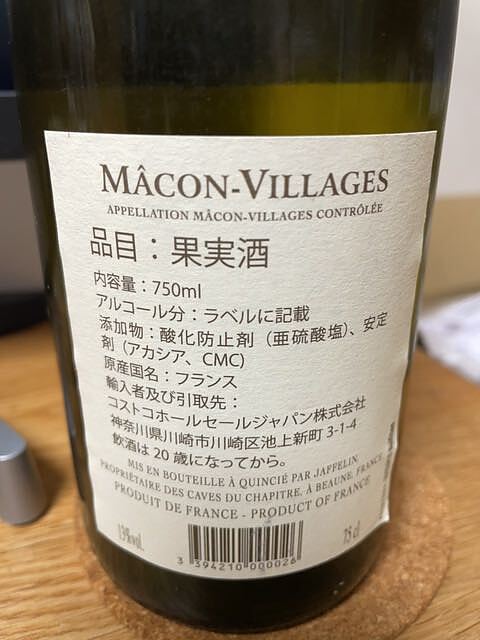 MÂCON-VILLAGES
APPELLATION MÂCON-VILLAGES CONTRÔLÉE
品目：果実酒
内容量：750ml
アルコール分：ラベルに記載
添加物：酸化防止剤（亜硫酸塩）、安定
剤（アカシア、CMC）
原産国名：フランス
輸入者及び引取先：
コストコホールセールジャパン株式会社
神奈川県川崎市川崎区池上新町 3-1-4
飲酒は 20 歳になってから。
MIS EN BOUTEILLE À QUINCIÉ PAR JAFFELIN,
PROPRIÉTAIRE DES CAVES DU CHAPITRE, À BEAUNE, FRANCE
PRODUIT DE FRANCE - PRODUCT OF FRANCE
13%vol.
75 cl
3 394210 000026